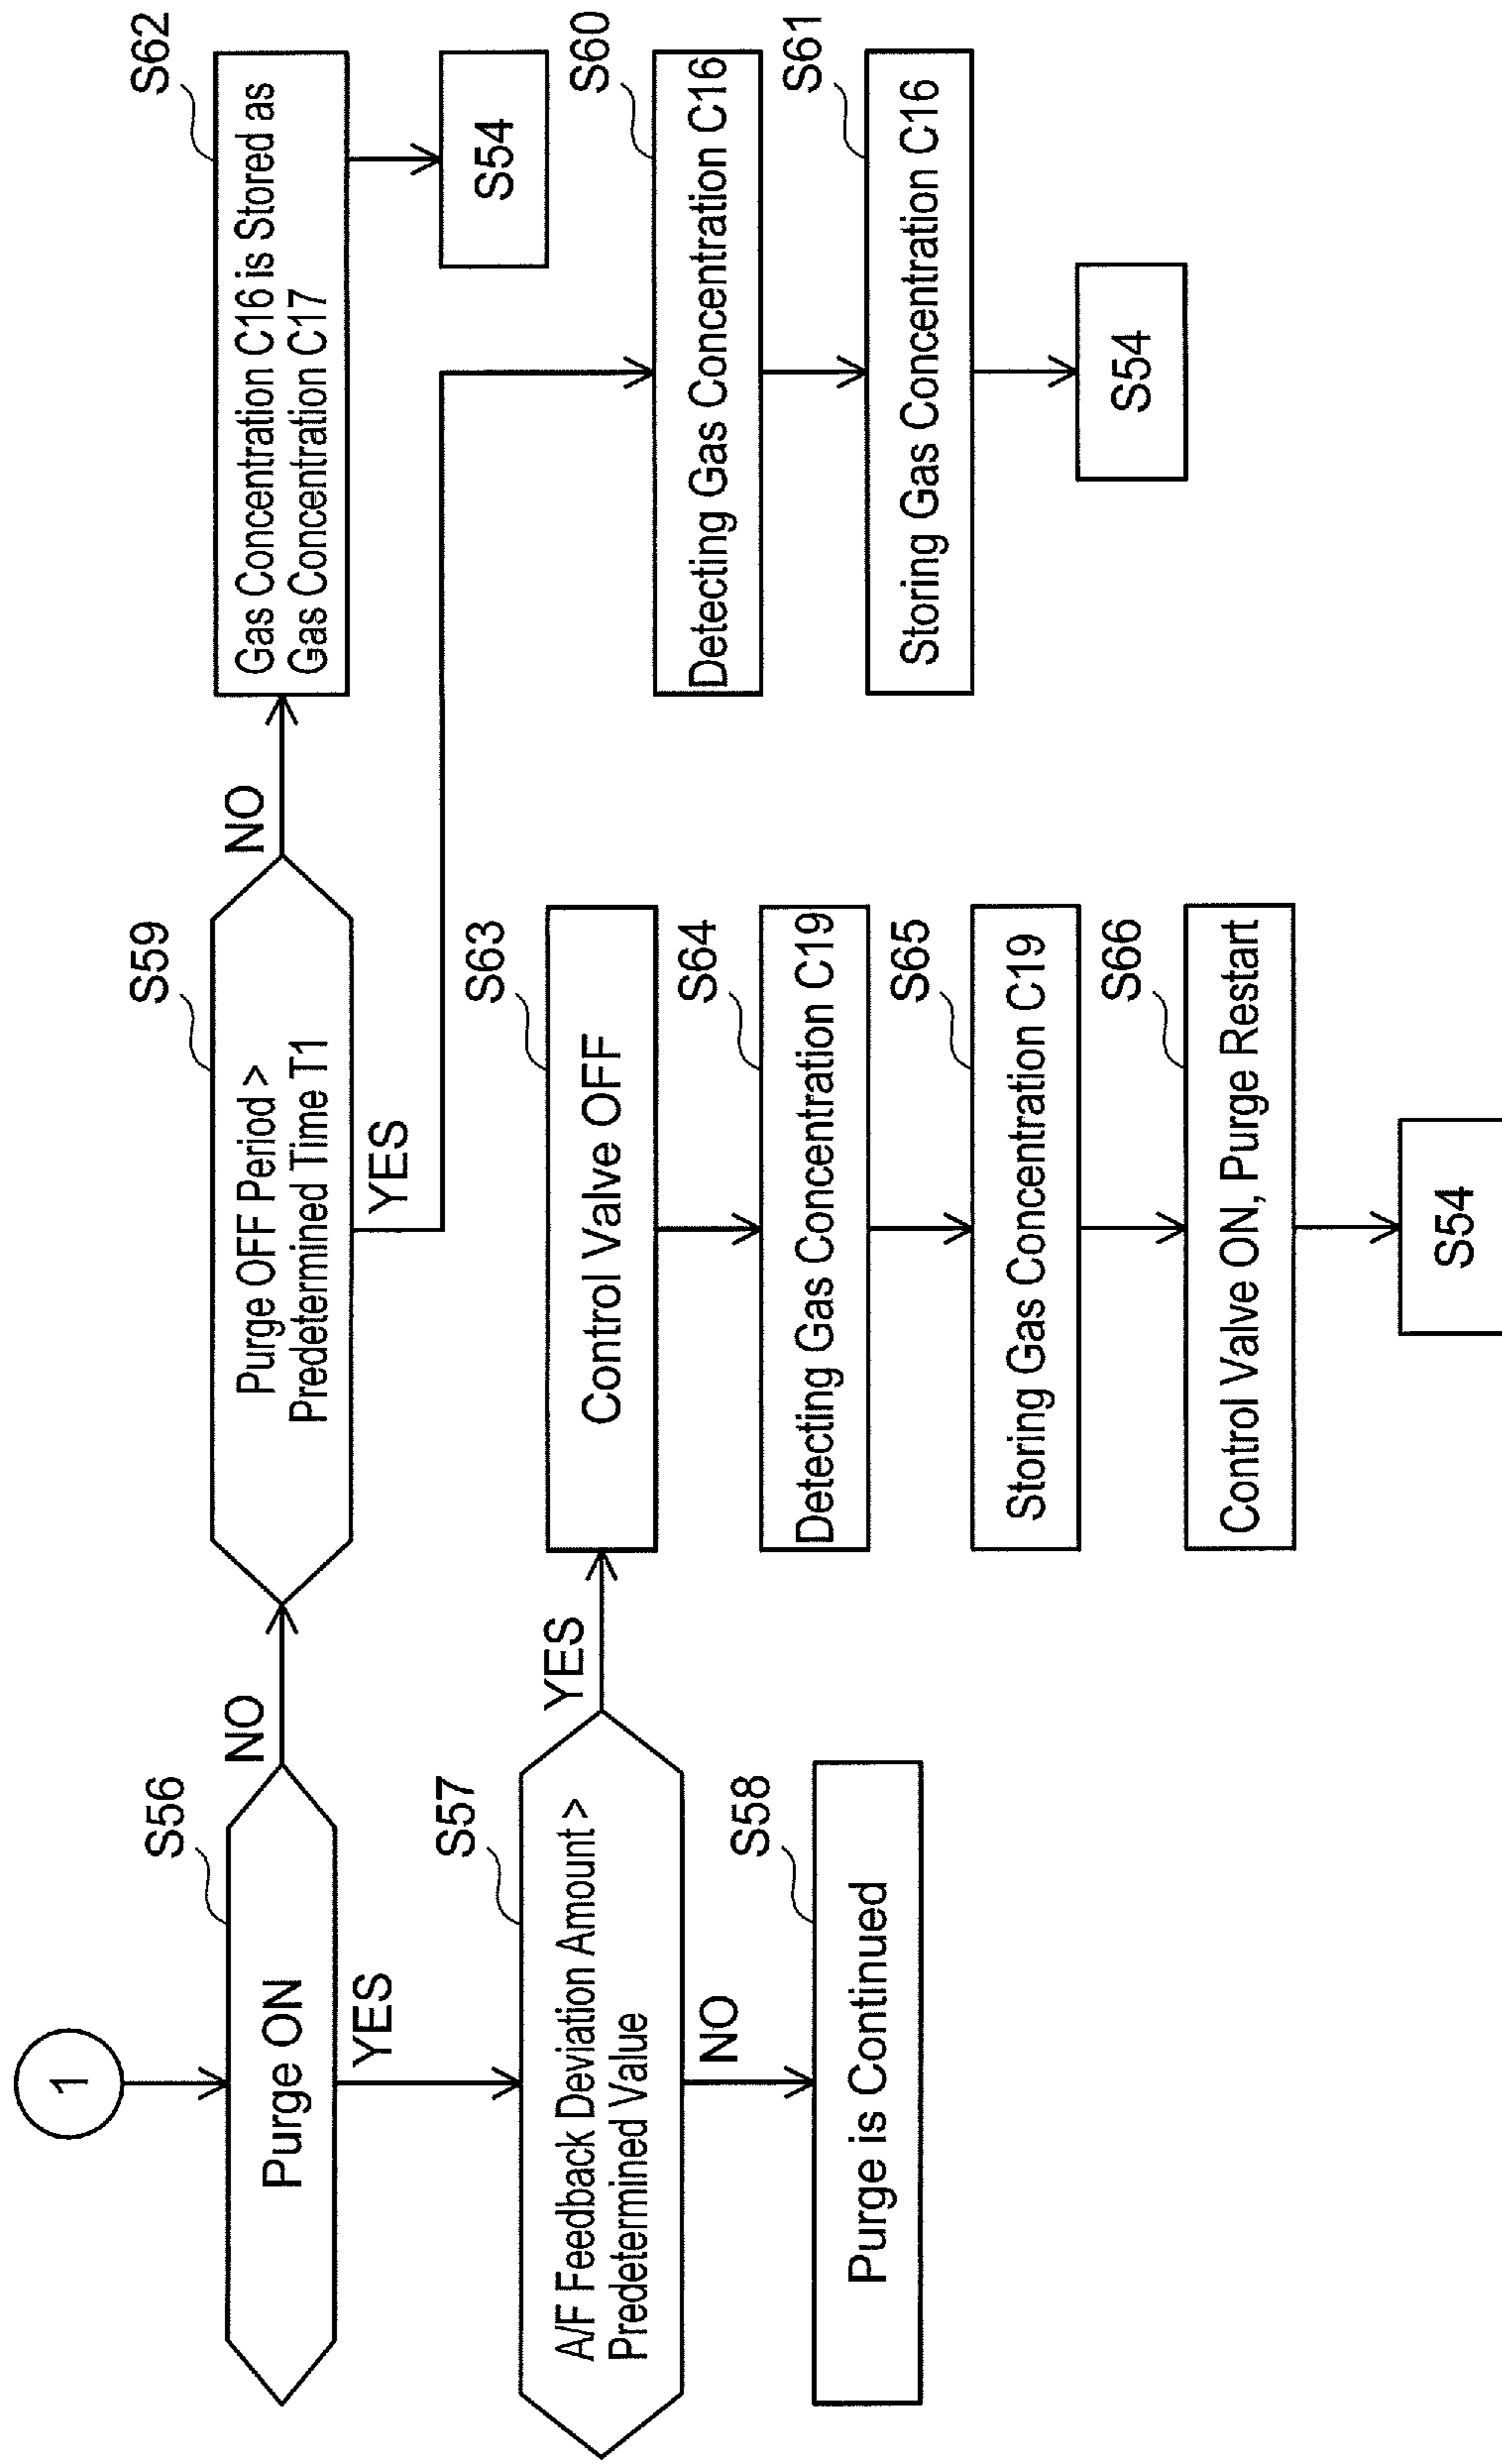 1
S56
Purge ON
NO
YES
S57
A/F Feedback Deviation Amount >
Predetermined Value
YES
NO
S58
Purge is Continued
S59
Purge OFF Period >
Predetermined Time T1
NO
YES
S63
Control Valve OFF
S64
Detecting Gas Concentration C19
S65
Storing Gas Concentration C19
S66
Control Valve ON, Purge Restart
S54
S62
Gas Concentration C16 is Stored as
Gas Concentration C17
S54
S60
Detecting Gas Concentration C16
S61
Storing Gas Concentration C16
S54